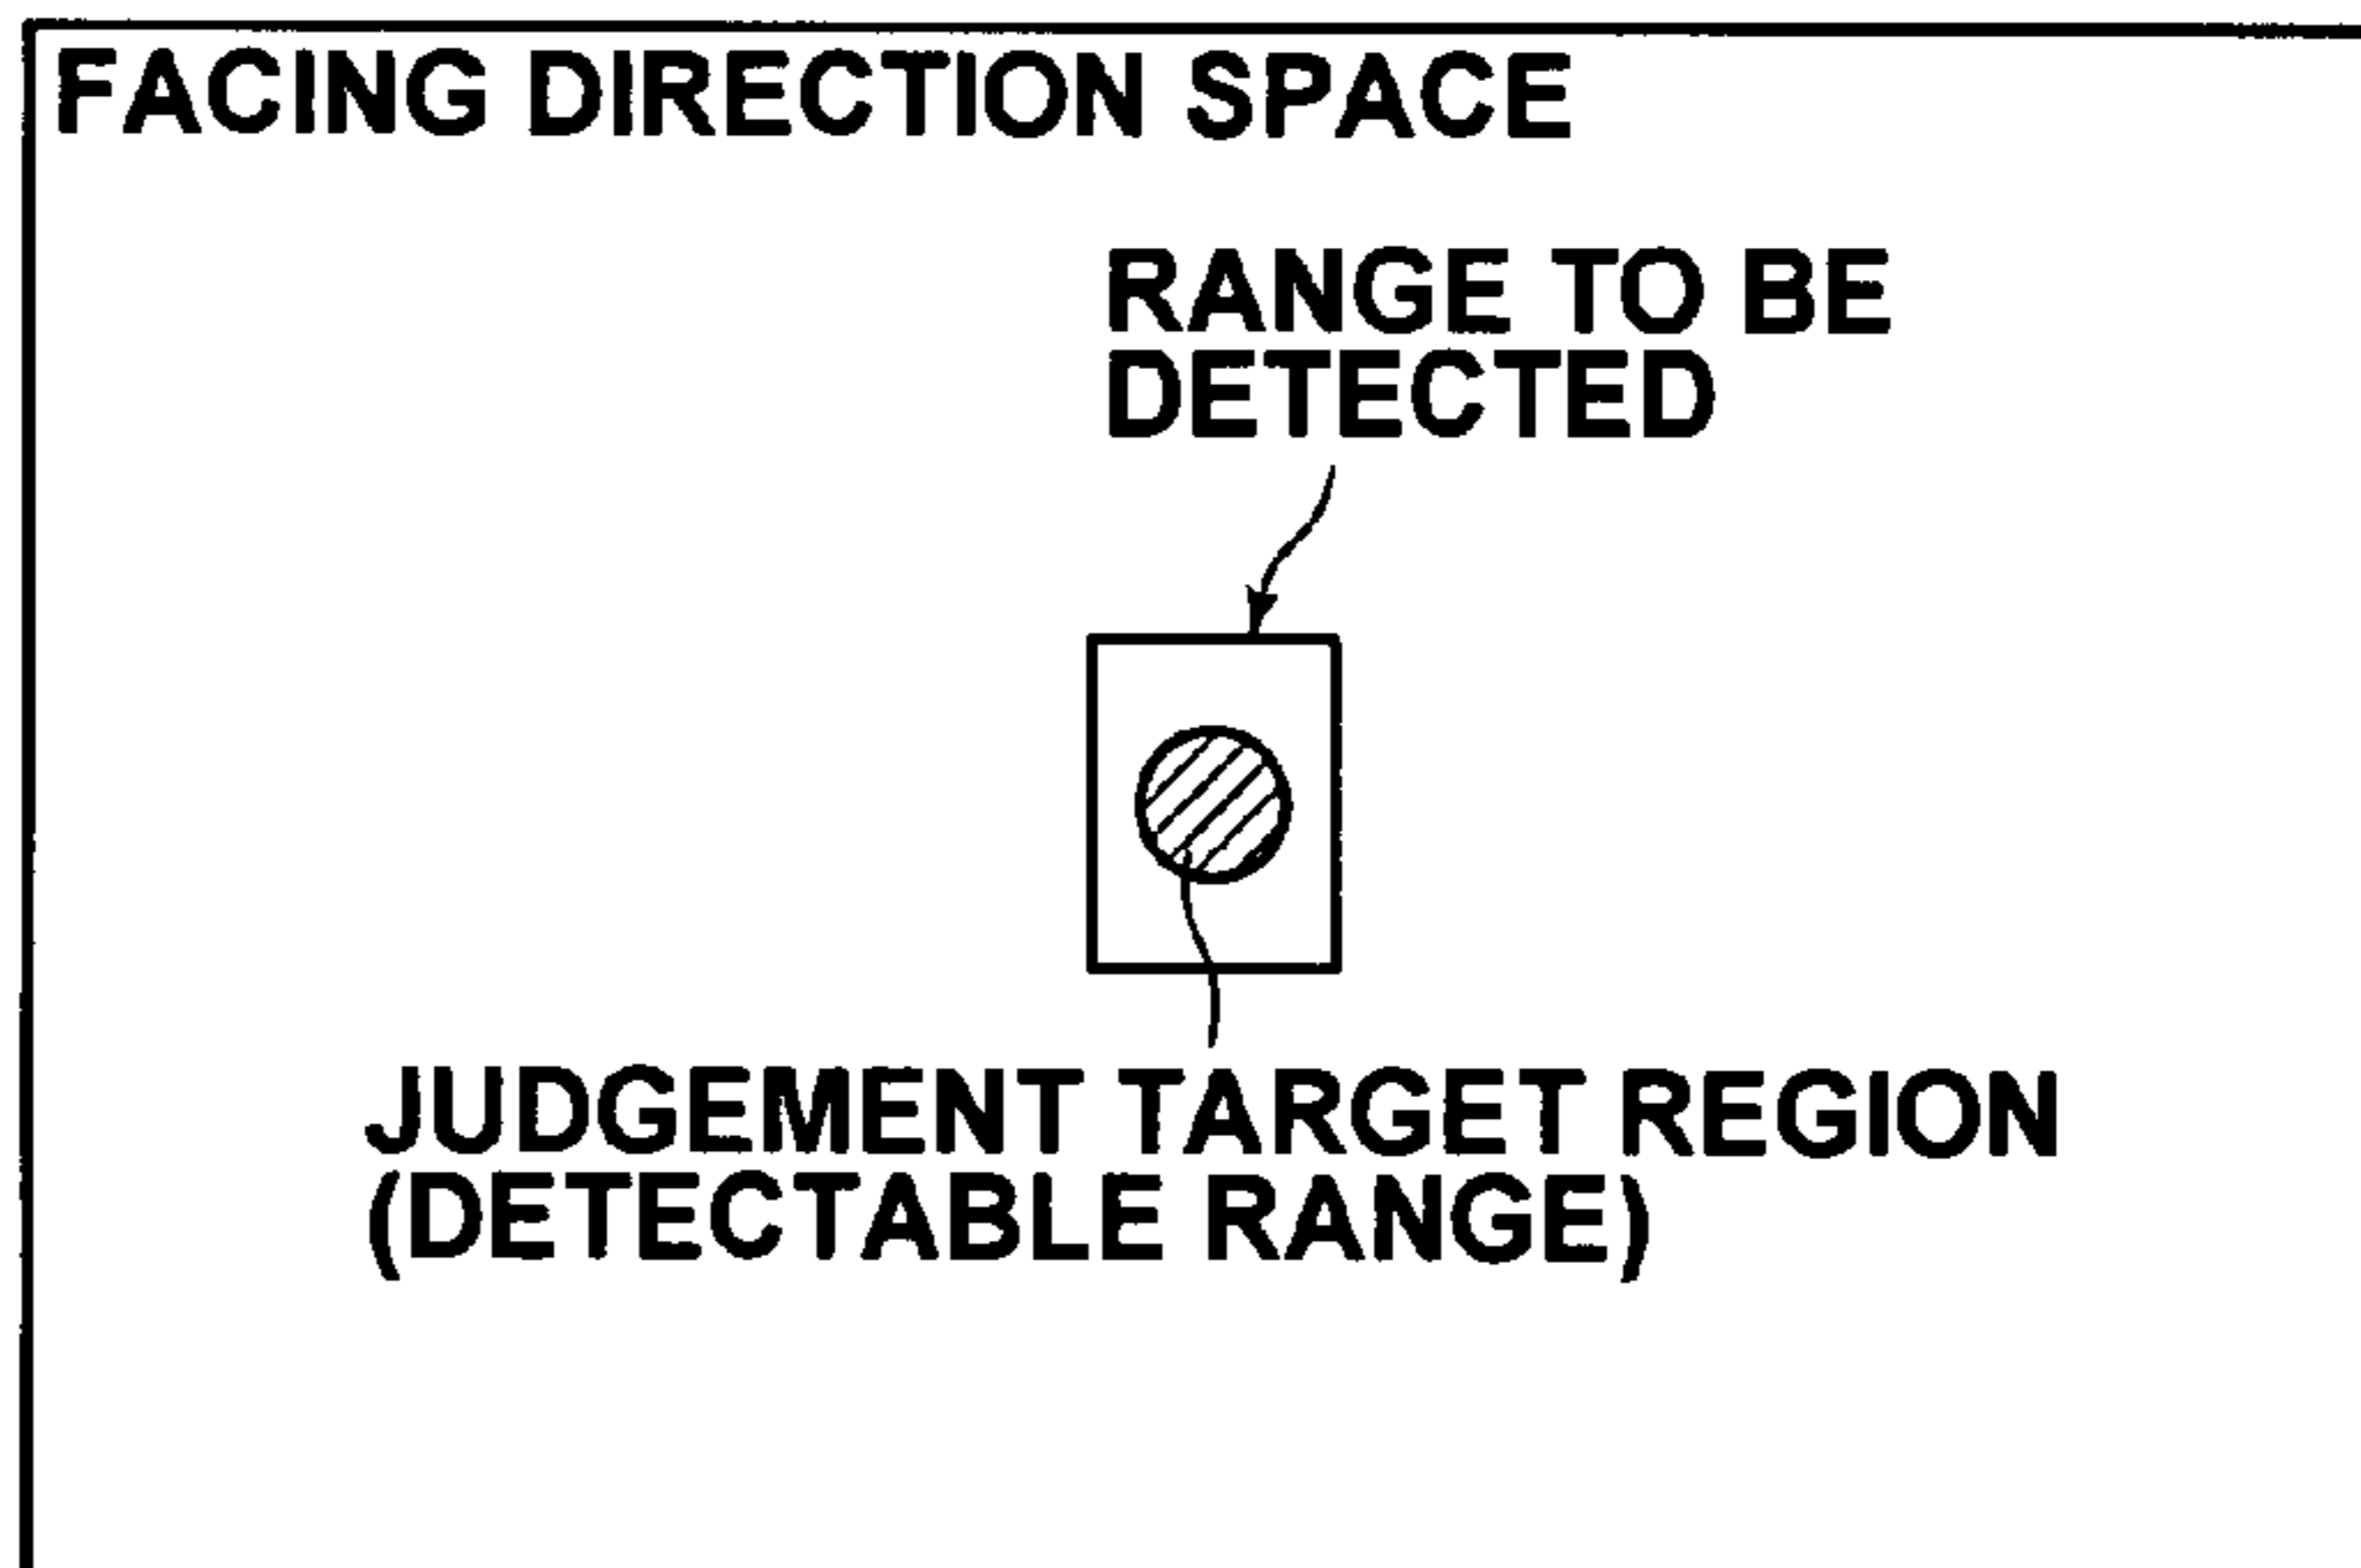 FACING DIRECTION SPACE
RANGE TO BE
DETECTED
JUDGEMENT TARGET REGION
(DETECTABLE RANGE)